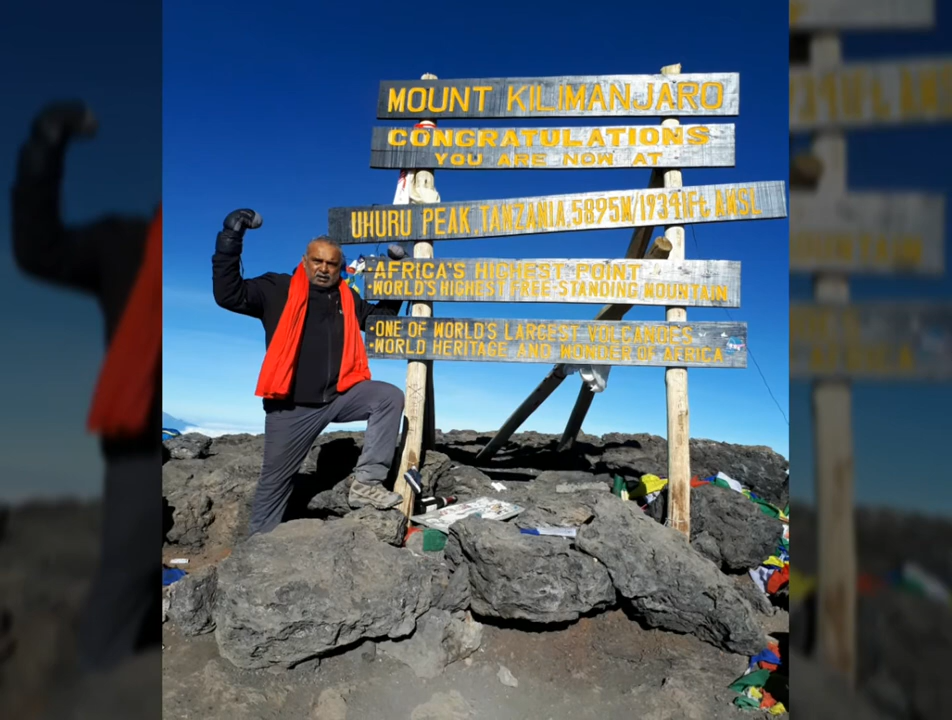 MOUNT KILIMANJARO
CONGRATULATIONS
YOU ARE NOW AT
UHURU PEAK, TANZANIA, 5895M/19341Ft. AMSL
• AFRICA'S HIGHEST POINT
• WORLD'S HIGHEST FREE-STANDING MOUNTAIN
• ONE OF WORLD'S LARGEST VOLCANOES
• WORLD HERITAGE AND WONDER OF AFRICA